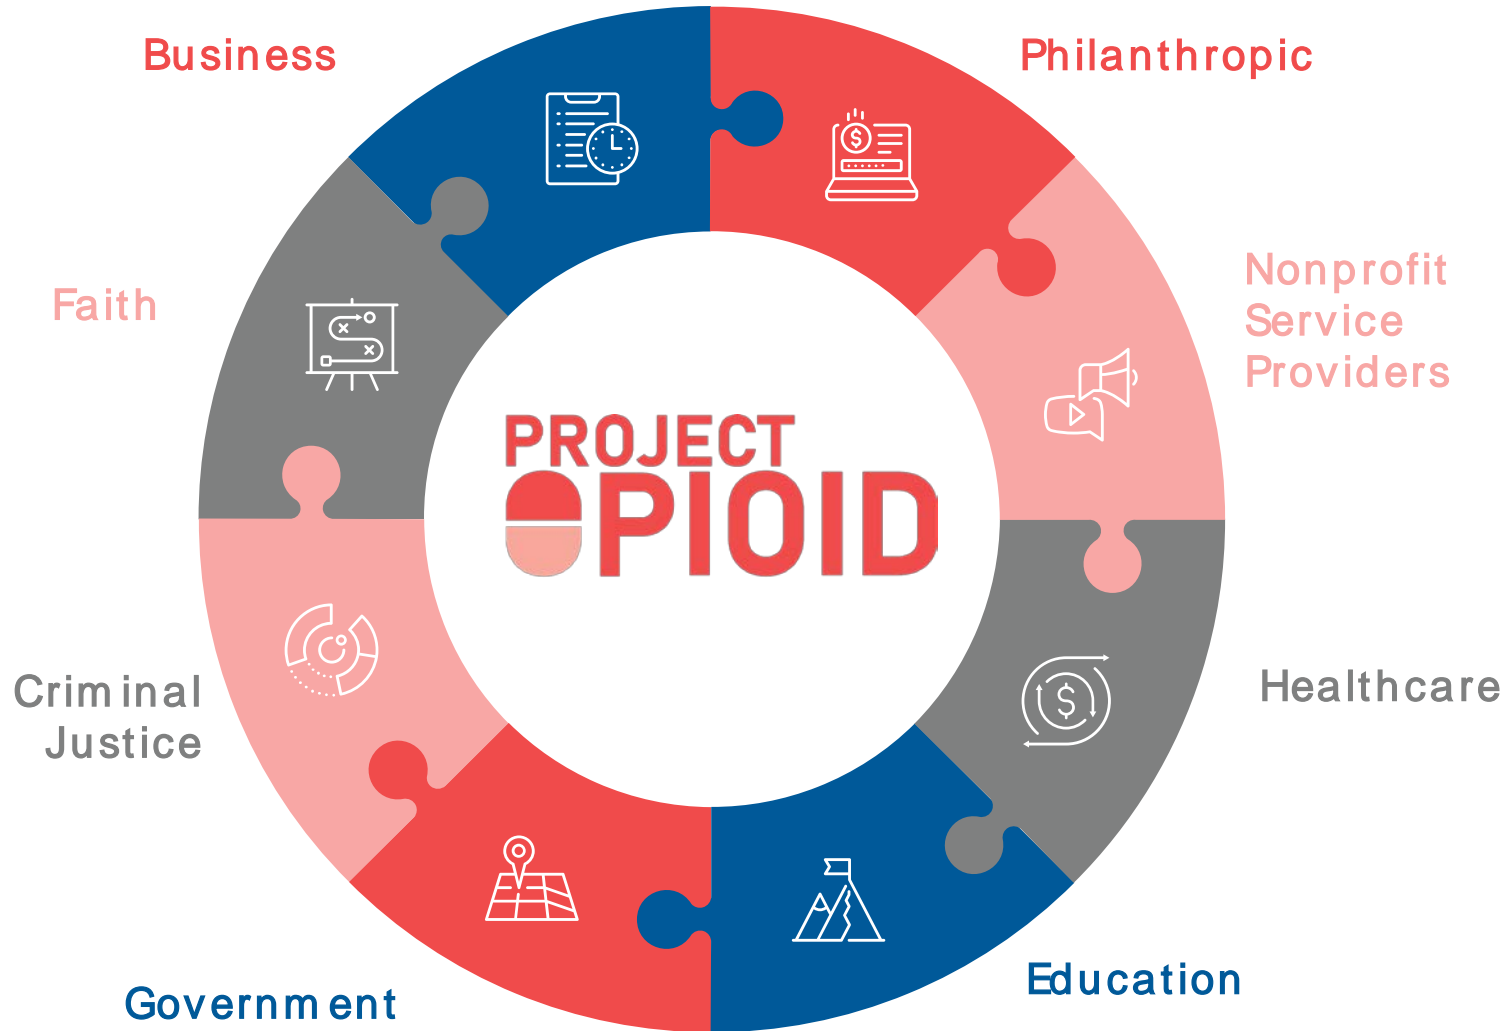 Business
Philanthropic
Faith
Nonprofit
Service
Providers
PROJECT
OPIOID
Criminal
Justice
Healthcare
Government
Education